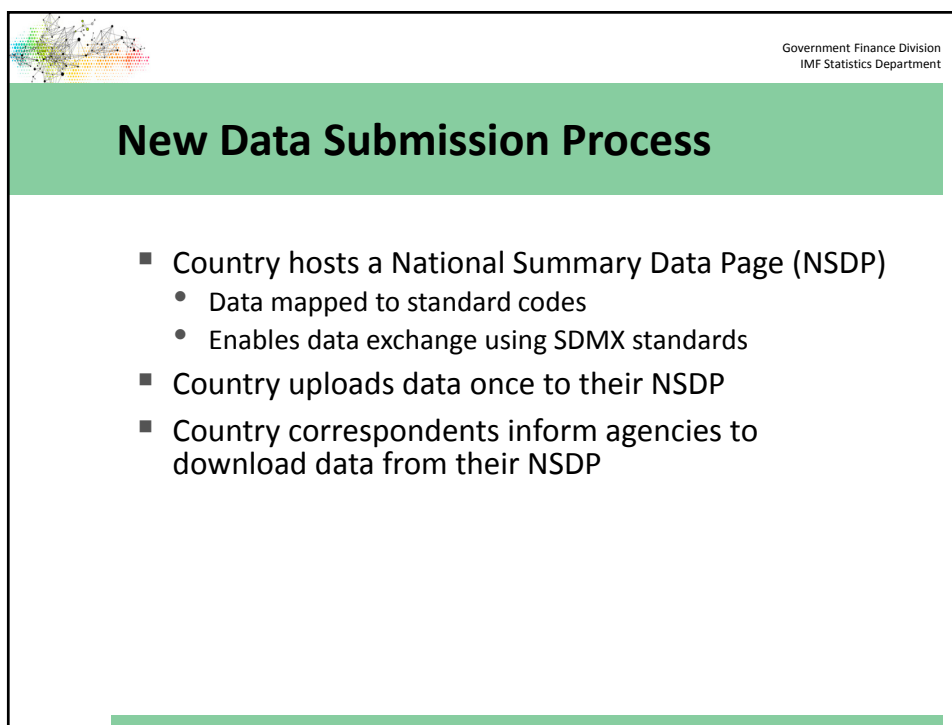 Government Finance Division
IMF Statistics Department
New Data Submission Process
▪ Country hosts a National Summary Data Page (NSDP)
• Data mapped to standard codes
• Enables data exchange using SDMX standards
▪ Country uploads data once to their NSDP
▪ Country correspondents inform agencies to
download data from their NSDP